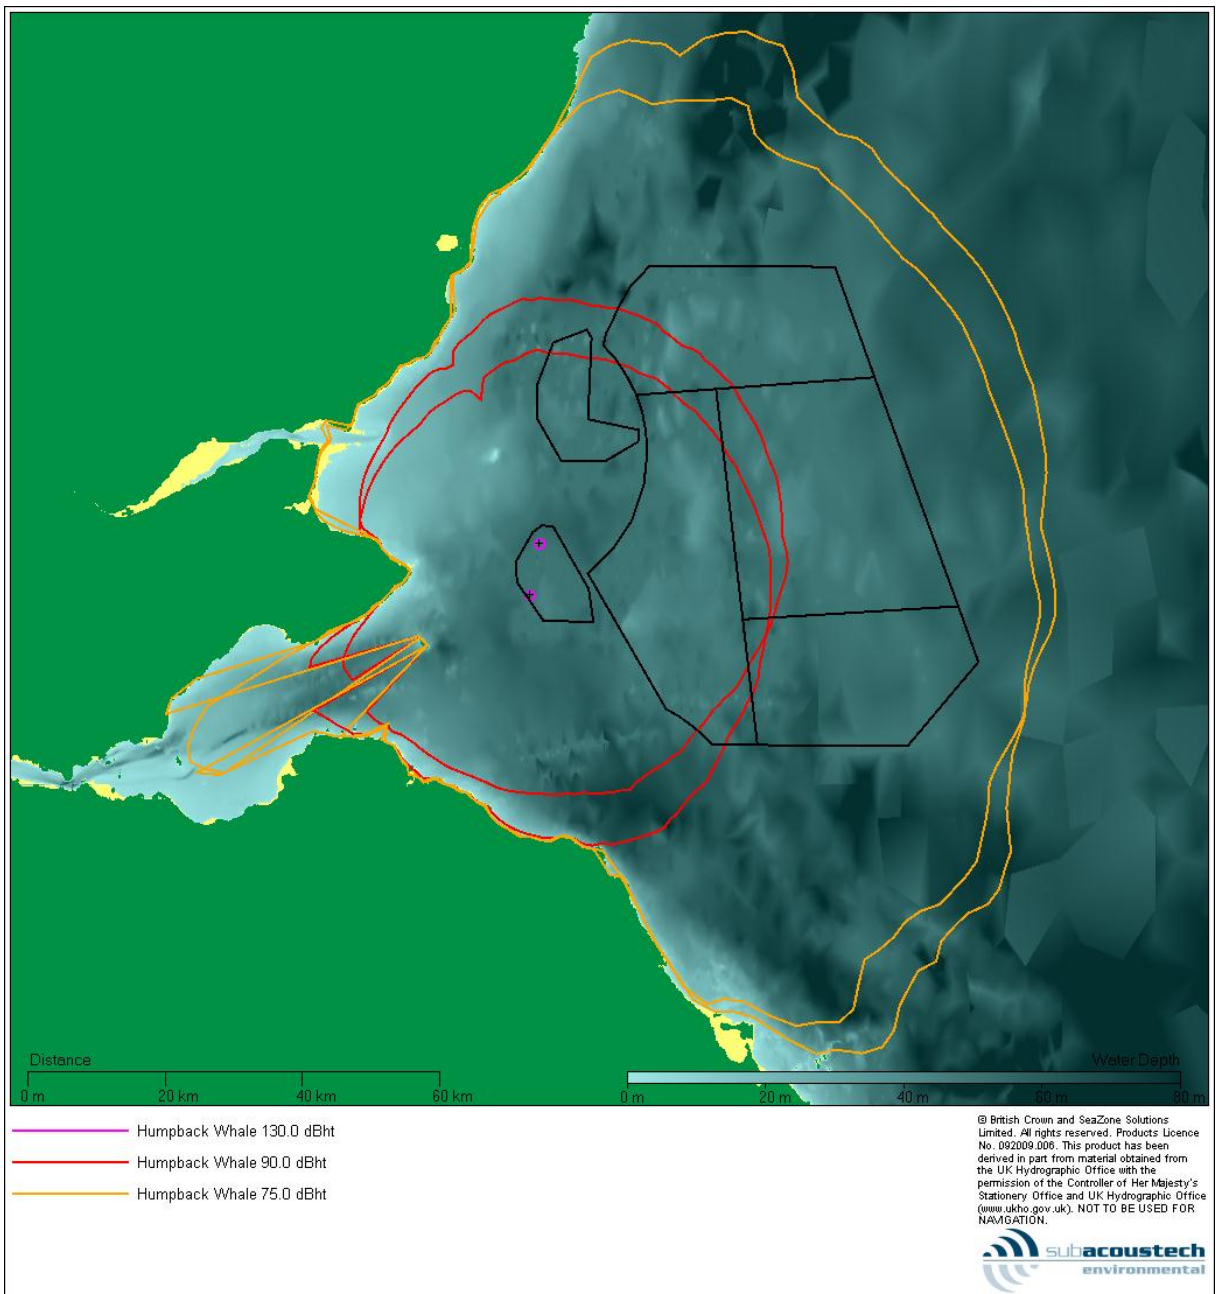 Distance
Water Depth
0 m 20 km 40 km 60 km
0 m 20 m 40 m 60 m 80 m
Humpback Whale 130.0 dBht
Humpback Whale 90.0 dBht
Humpback Whale 75.0 dBht
© British Crown and SeaZone Solutions
Limited. All rights reserved. Products Licence
No. 092009.006. This product has been
derived in part from material obtained from
the UK Hydrographic Office with the
permission of the Controller of Her Majesty's
Stationery Office and UK Hydrographic Office
(www.ukho.gov.uk). NOT TO BE USED FOR
NAVIGATION.
subacoustech
environmental